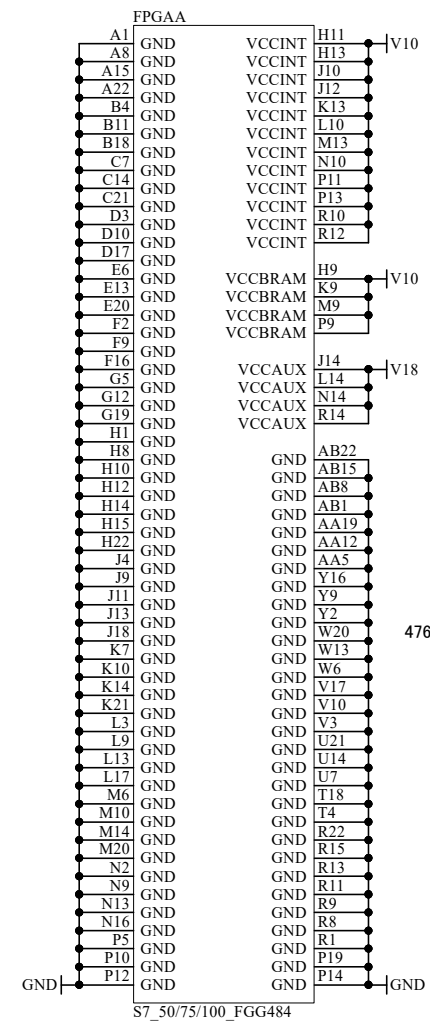 FPGAA
A1 GND VCCINT H11 V10
A8 GND VCCINT H13
A15 GND VCCINT J10
A22 GND VCCINT J12
B4 GND VCCINT K13
B11 GND VCCINT L10
B18 GND VCCINT M13
C7 GND VCCINT N10
C14 GND VCCINT P11
C21 GND VCCINT P13
D3 GND VCCINT R10
D10 GND VCCINT R12
D17 GND
E6 GND VCCBRAM H9 V10
E13 GND VCCBRAM K9
E20 GND VCCBRAM M9
F2 GND VCCBRAM P9
F9 GND
F16 GND VCCAUX J14 V18
G5 GND VCCAUX L14
G12 GND VCCAUX N14
G19 GND VCCAUX R14
H1 GND
H8 GND GND AB22
H10 GND GND AB15
H12 GND GND AB8
H14 GND GND AB1
H15 GND GND AA19
H22 GND GND AA12
J4 GND GND AA5
J9 GND GND Y16
J11 GND GND Y9
J13 GND GND Y2
J18 GND GND W20 476
K7 GND GND W13
K10 GND GND W6
K14 GND GND V17
K21 GND GND V10
L3 GND GND V3
L9 GND GND U21
L13 GND GND U14
L17 GND GND U7
M6 GND GND T18
M10 GND GND T4
M14 GND GND R22
M20 GND GND R15
N2 GND GND R13
N9 GND GND R11
N13 GND GND R9
N16 GND GND R8
P5 GND GND R1
P10 GND GND P19
GND P12 GND GND P14 GND
S7_50/75/100_FGG484